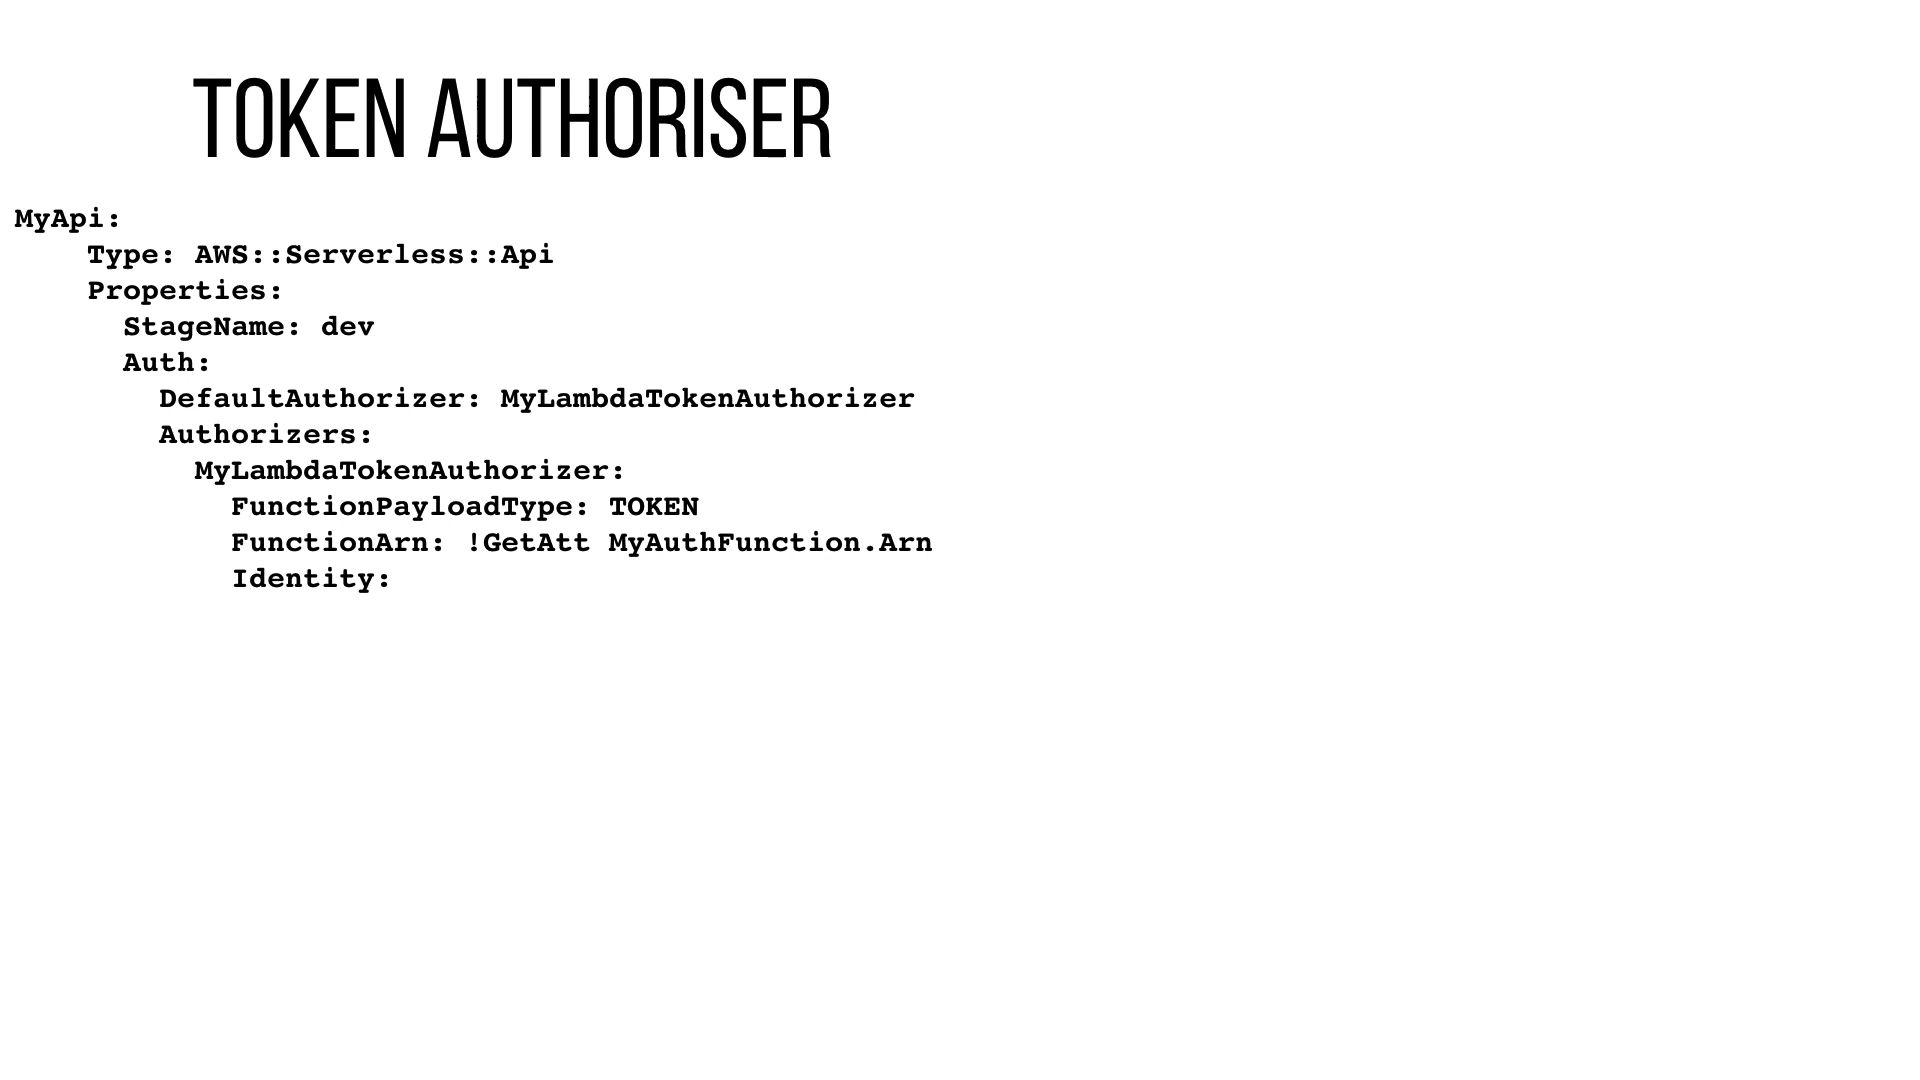 TOKEN AUTHORISER
MyApi:
    Type: AWS::Serverless::Api
    Properties:
      StageName: dev
      Auth:
        DefaultAuthorizer: MyLambdaTokenAuthorizer
        Authorizers:
          MyLambdaTokenAuthorizer:
            FunctionPayloadType: TOKEN
            FunctionArn: !GetAtt MyAuthFunction.Arn
            Identity: